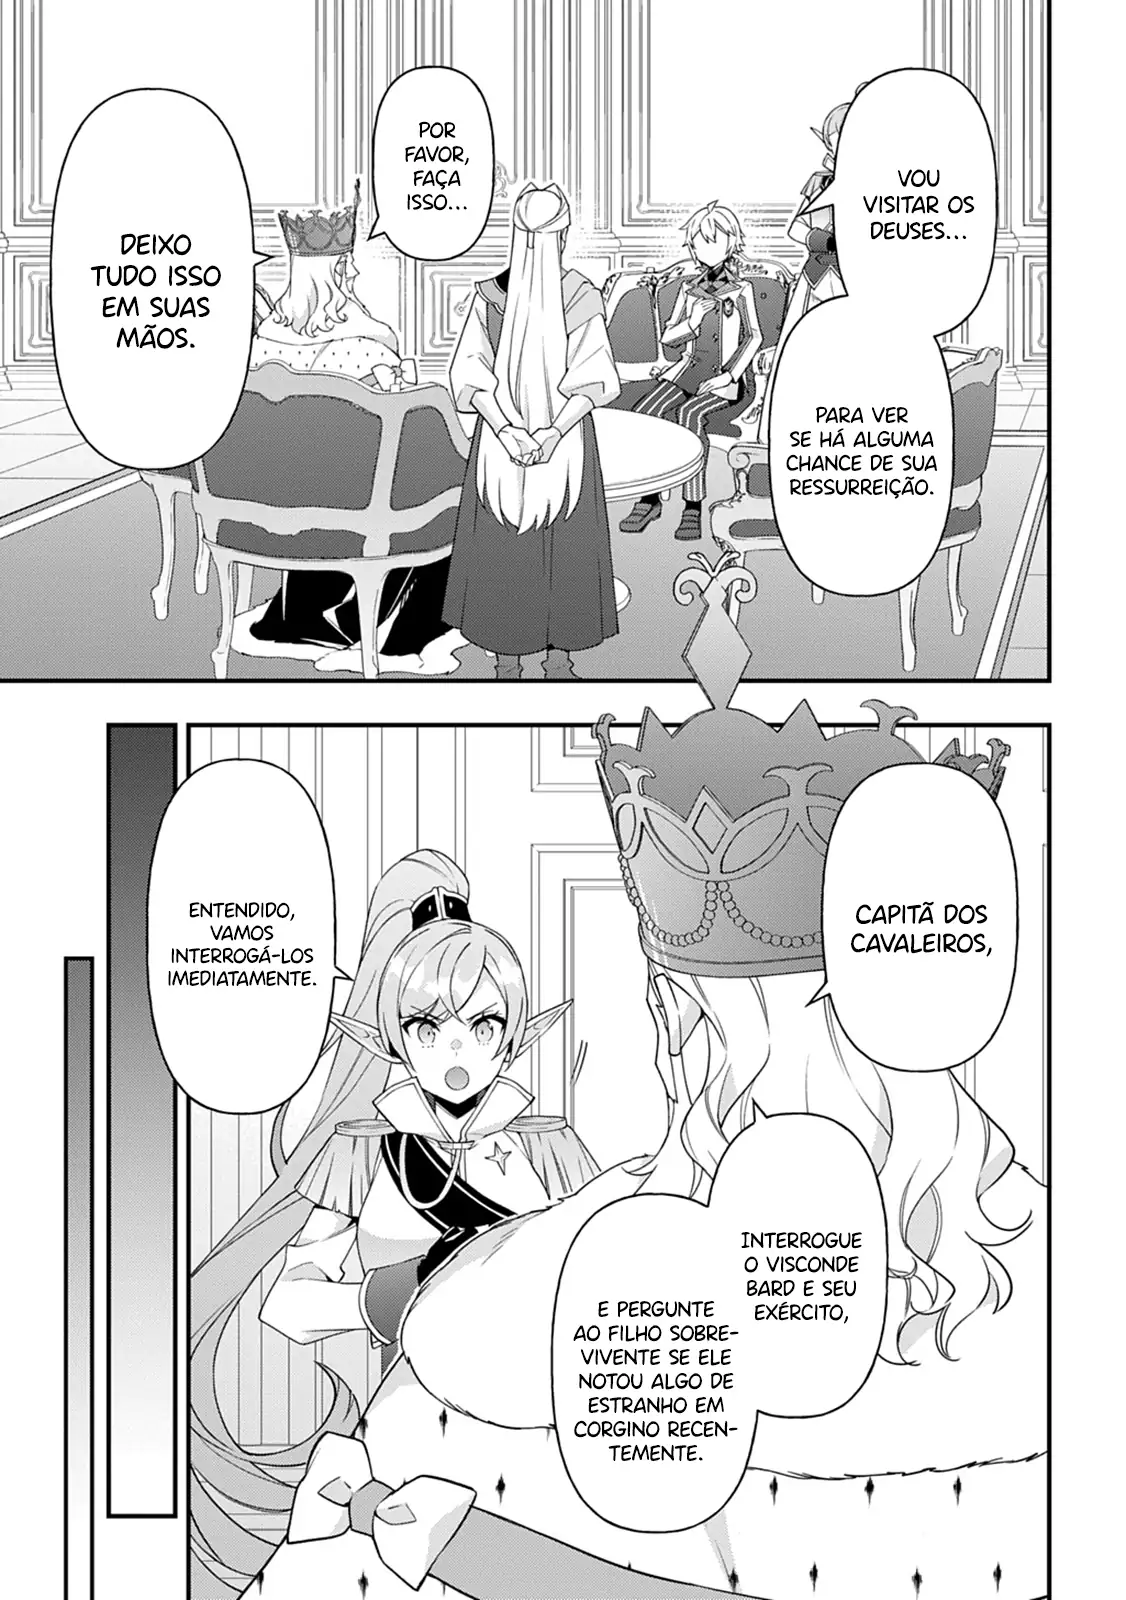 VOU
VISITAR OS
DEUSES...
PARA VER
SE HÁ ALGUMA
CHANCE DE SUA
RESSURREIÇÃO.
POR
FAVOR,
FAÇA
ISSO...
DEIXO
TUDO ISSO
EM SUAS
MÃOS.
CAPITÃ DOS
CAVALEIROS,
INTERROGUE
O VISCONDE
BARD E SEU
EXÉRCITO,
E PERGUNTE
AO FILHO SOBRE-
VIVENTE SE ELE
NOTOU ALGO DE
ESTRANHO EM
CORGINO RECEN-
TEMENTE.
ENTENDIDO,
VAMOS
INTERROGÁ-LOS
IMEDIATAMENTE.